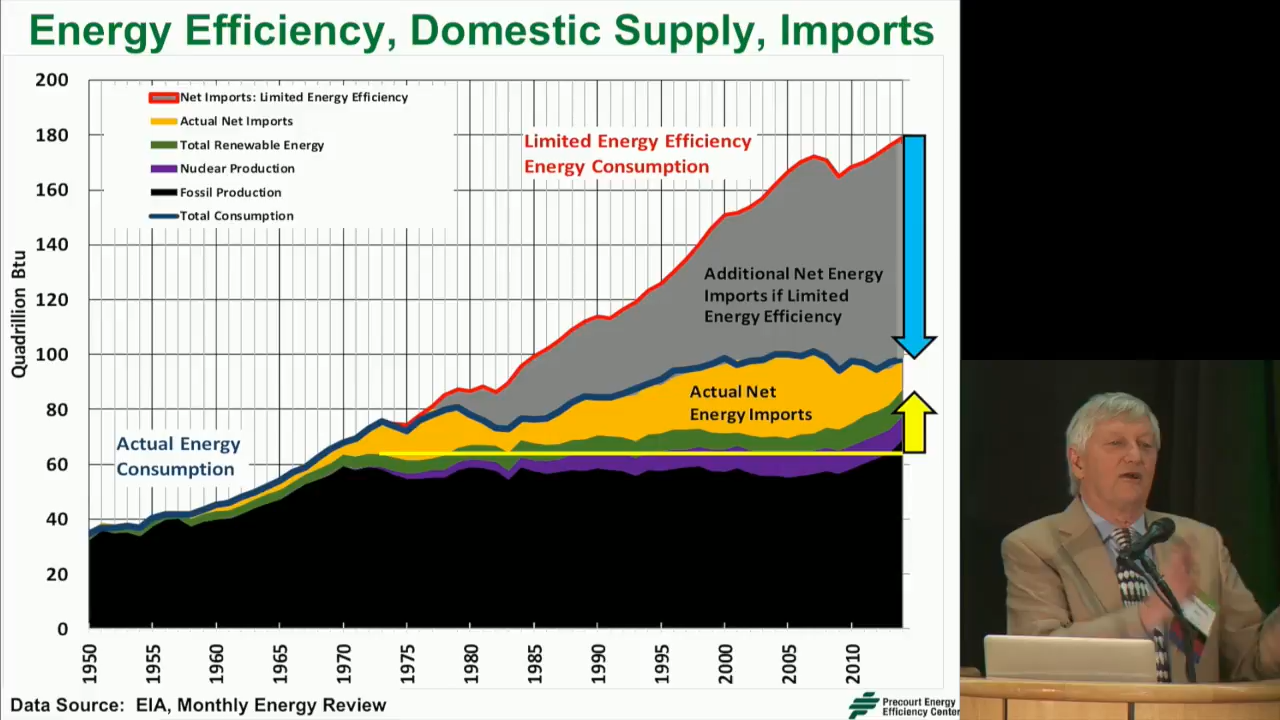 Energy Efficiency, Domestic Supply, Imports
200
180
160
140
120
100
80
60
40
20
0
Quadrillion Btu
Net Imports: Limited Energy Efficiency
Actual Net Imports
Total Renewable Energy
Nuclear Production
Fossil Production
Total Consumption
Limited Energy Efficiency
Energy Consumption
Additional Net Energy
Imports if Limited
Energy Efficiency
Actual Net
Energy Imports
Actual Energy
Consumption
1950
1955
1960
1965
1970
1975
1980
1985
1990
1995
2000
2005
2010
Data Source: EIA, Monthly Energy Review
Precourt Energy
Efficiency Center